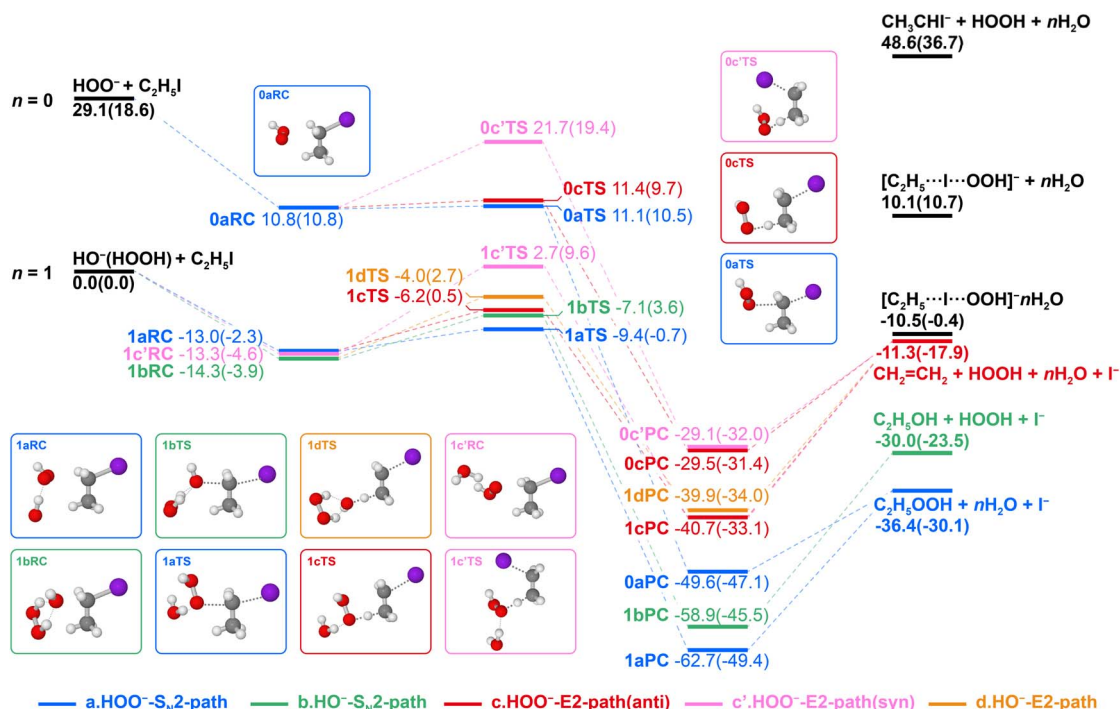 CH₃CHI⁻ + HOOH + nH₂O
48.6(36.7)
n = 0
HOO⁻ + C₂H₅I
29.1(18.6)
0aRC
0c'TS
0c'TS 21.7(19.4)
0cTS
0cTS 11.4(9.7)
[C₂H₅···I···OOH]⁻ + nH₂O
10.1(10.7)
0aRC 10.8(10.8)
0aTS 11.1(10.5)
n = 1
HO⁻(HOOH) + C₂H₅I
0.0(0.0)
1c'TS 2.7(9.6)
0aTS
1dTS -4.0(2.7)
1cTS -6.2(0.5)
1bTS -7.1(3.6)
[C₂H₅···I···OOH]⁻nH₂O
-10.5(-0.4)
1aRC -13.0(-2.3)
1c'RC -13.3(-4.6)
1bRC -14.3(-3.9)
1aTS -9.4(-0.7)
-11.3(-17.9)
CH₂=CH₂ + HOOH + nH₂O + I⁻
C₂H₅OH + HOOH + I⁻
-30.0(-23.5)
0c'PC -29.1(-32.0)
0cPC -29.5(-31.4)
1dPC -39.9(-34.0)
1cPC -40.7(-33.1)
C₂H₅OOH + nH₂O + I⁻
-36.4(-30.1)
1aRC
1bTS
1dTS
1c'RC
0aPC -49.6(-47.1)
1bRC
1aTS
1cTS
1c'TS
1bPC -58.9(-45.5)
1aPC -62.7(-49.4)
a.HOO⁻-S_N2-path
b.HO⁻-S_N2-path
c.HOO⁻-E2-path(anti)
c'.HOO⁻-E2-path(syn)
d.HO⁻-E2-path